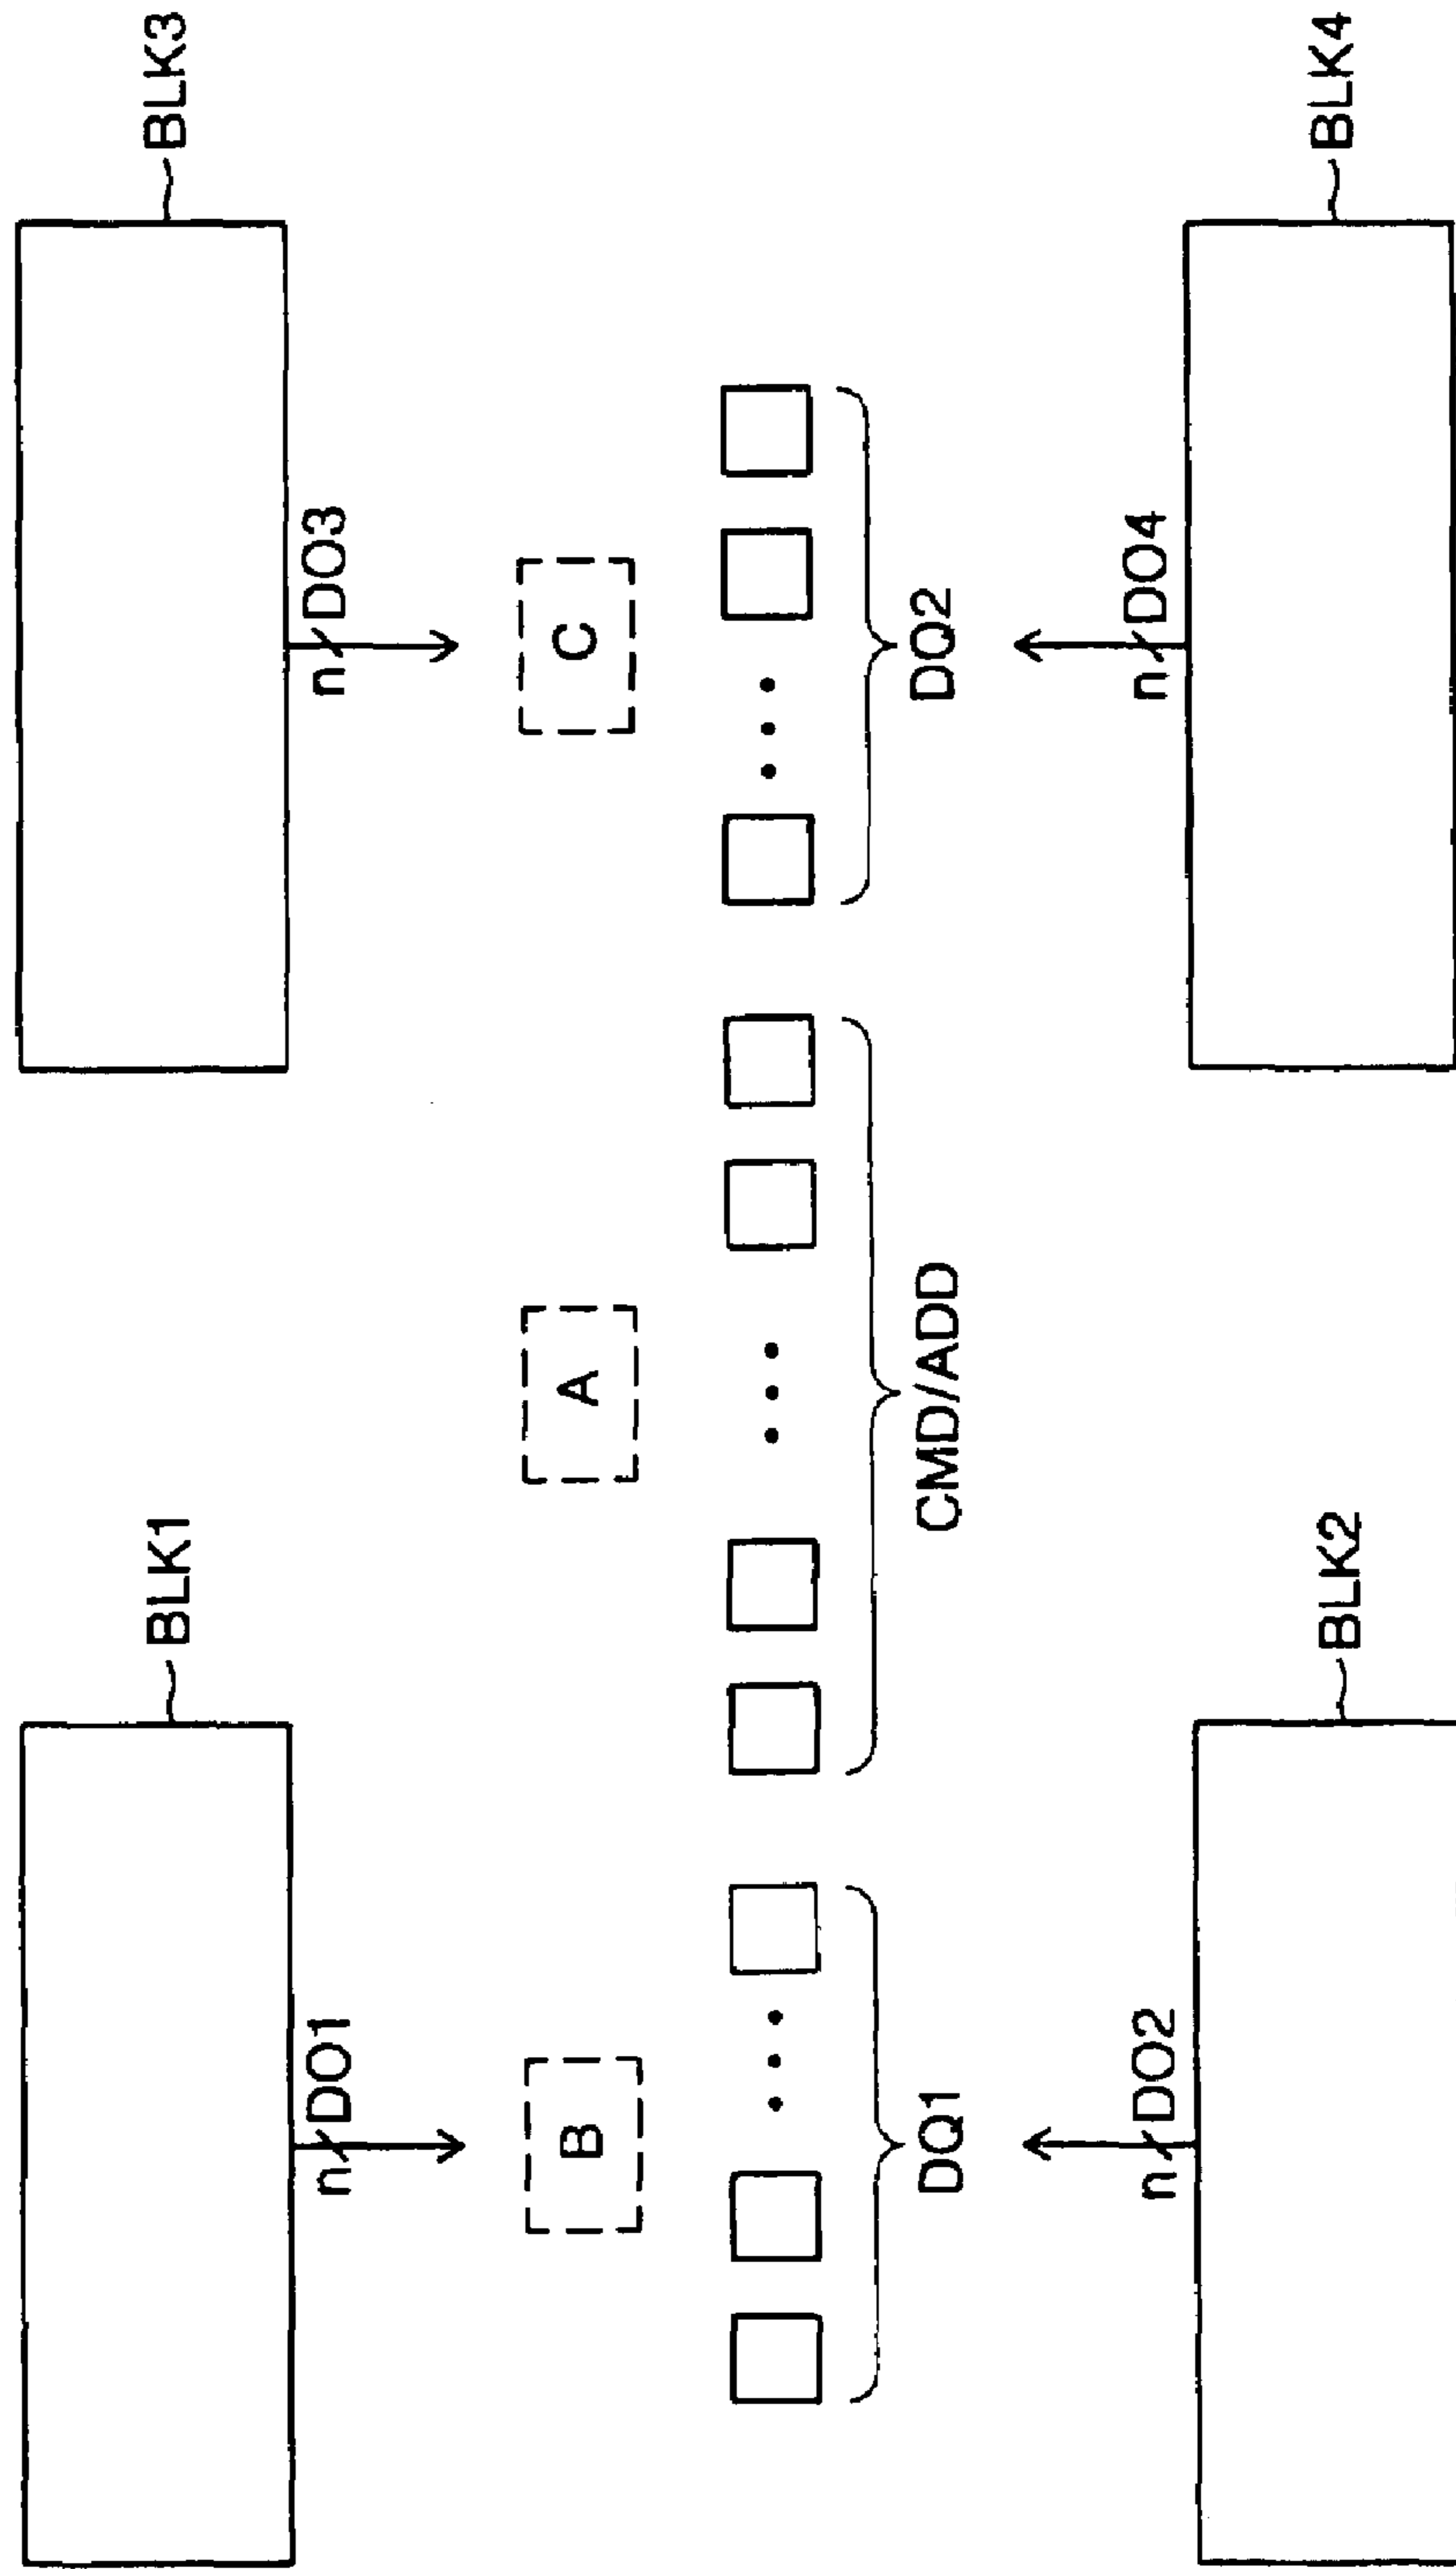 BLK1
BLK3
n DO1
n DO3
B
A
C
DQ1
CMD/ADD
DQ2
n DO2
n DO4
BLK2
BLK4